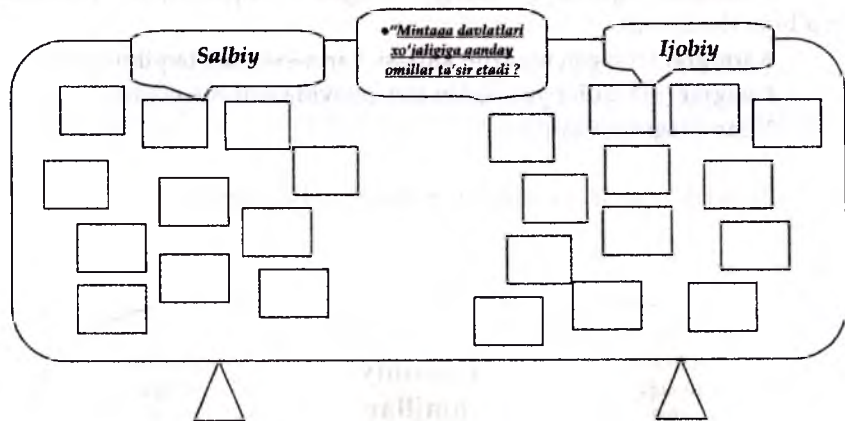 Salbiy
•"Mintaqa davlatlari
xo'jaligiga qanday
omillar ta'sir etadi ?
Ijobiy